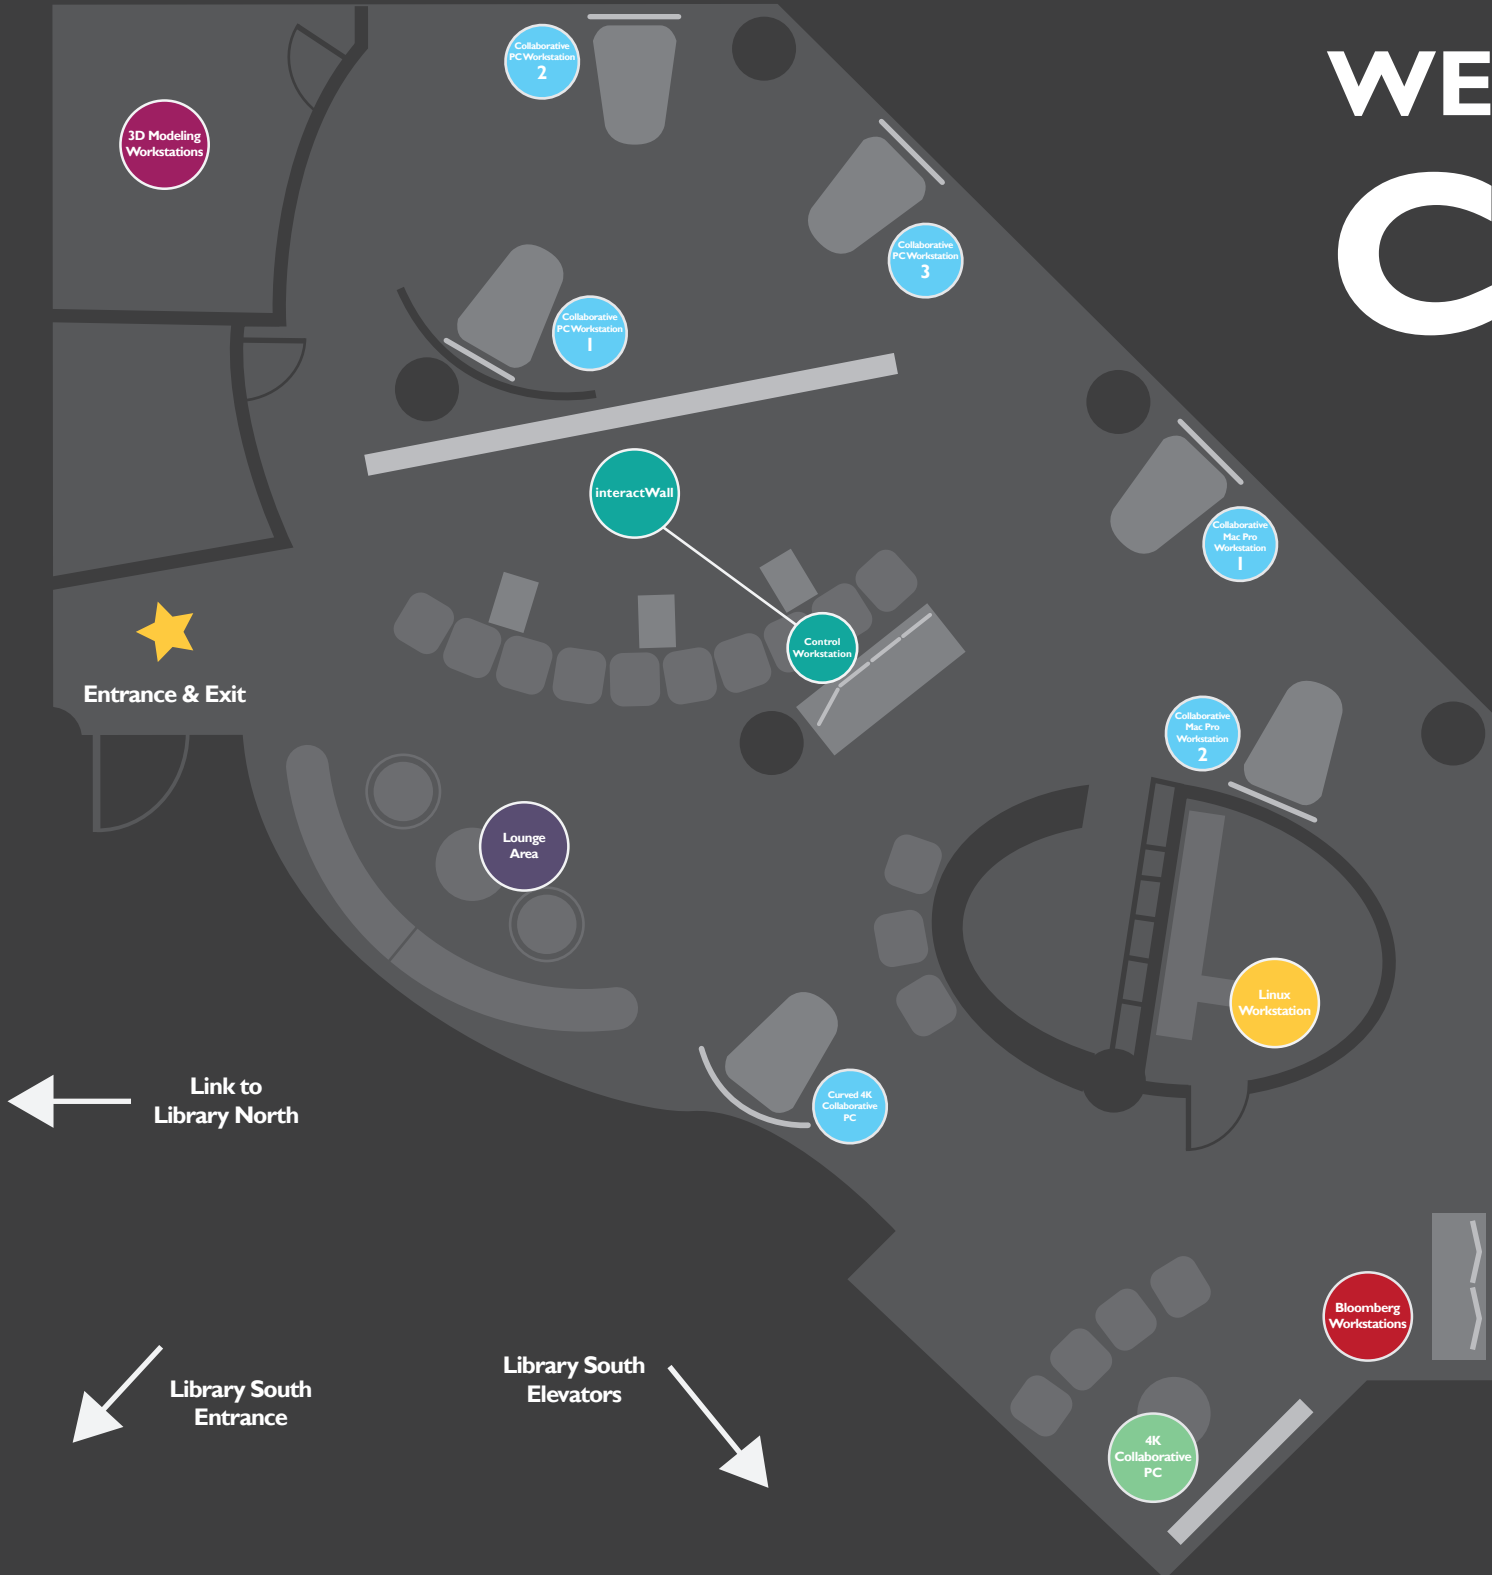 WE
C
Collaborative
PC Workstation
2
3D Modeling
Workstations
Collaborative
PC Workstation
3
Collaborative
PC Workstation
1
interactWall
Collaborative
Mac Pro
Workstation
1
Control
Workstation
Entrance & Exit
Collaborative
Mac Pro
Workstation
2
Lounge
Area
Linux
Workstation
Link to
Library North
Curved 4K
Collaborative
PC
Bloomberg
Workstations
Library South
Entrance
Library South
Elevators
4K
Collaborative
PC